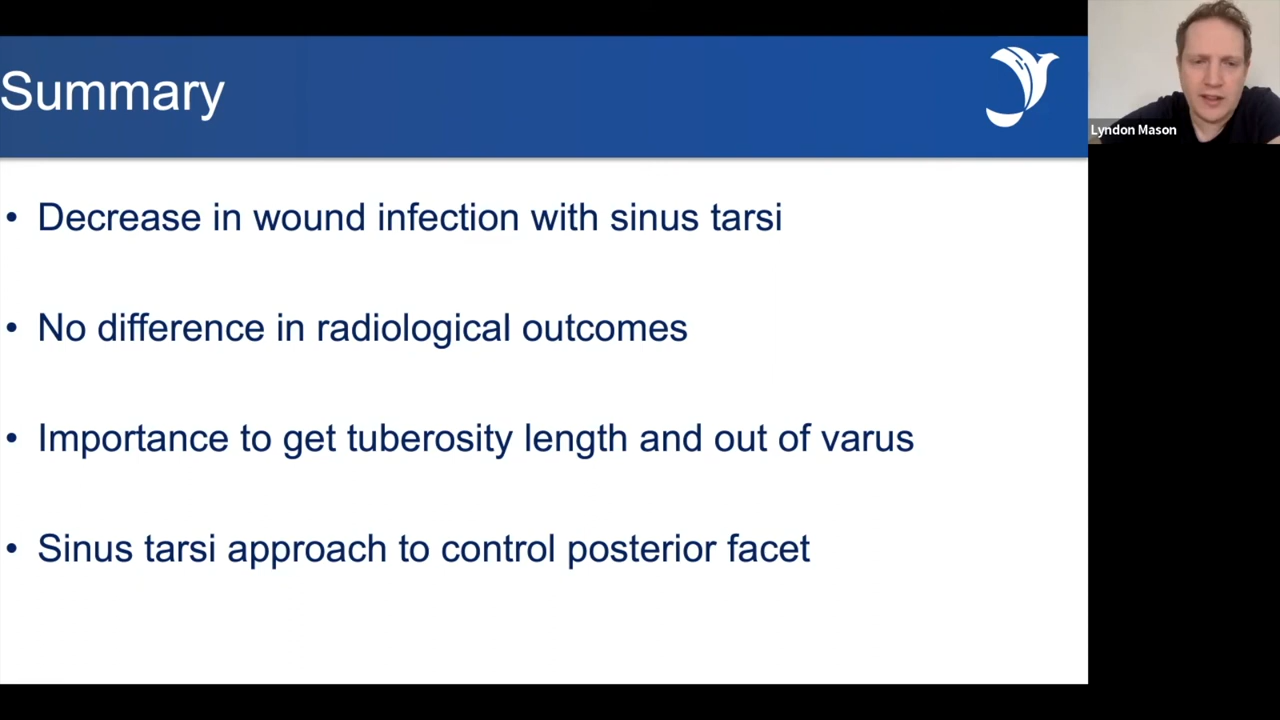 Summary
Lyndon Mason
• Decrease in wound infection with sinus tarsi
• No difference in radiological outcomes
• Importance to get tuberosity length and out of varus
• Sinus tarsi approach to control posterior facet